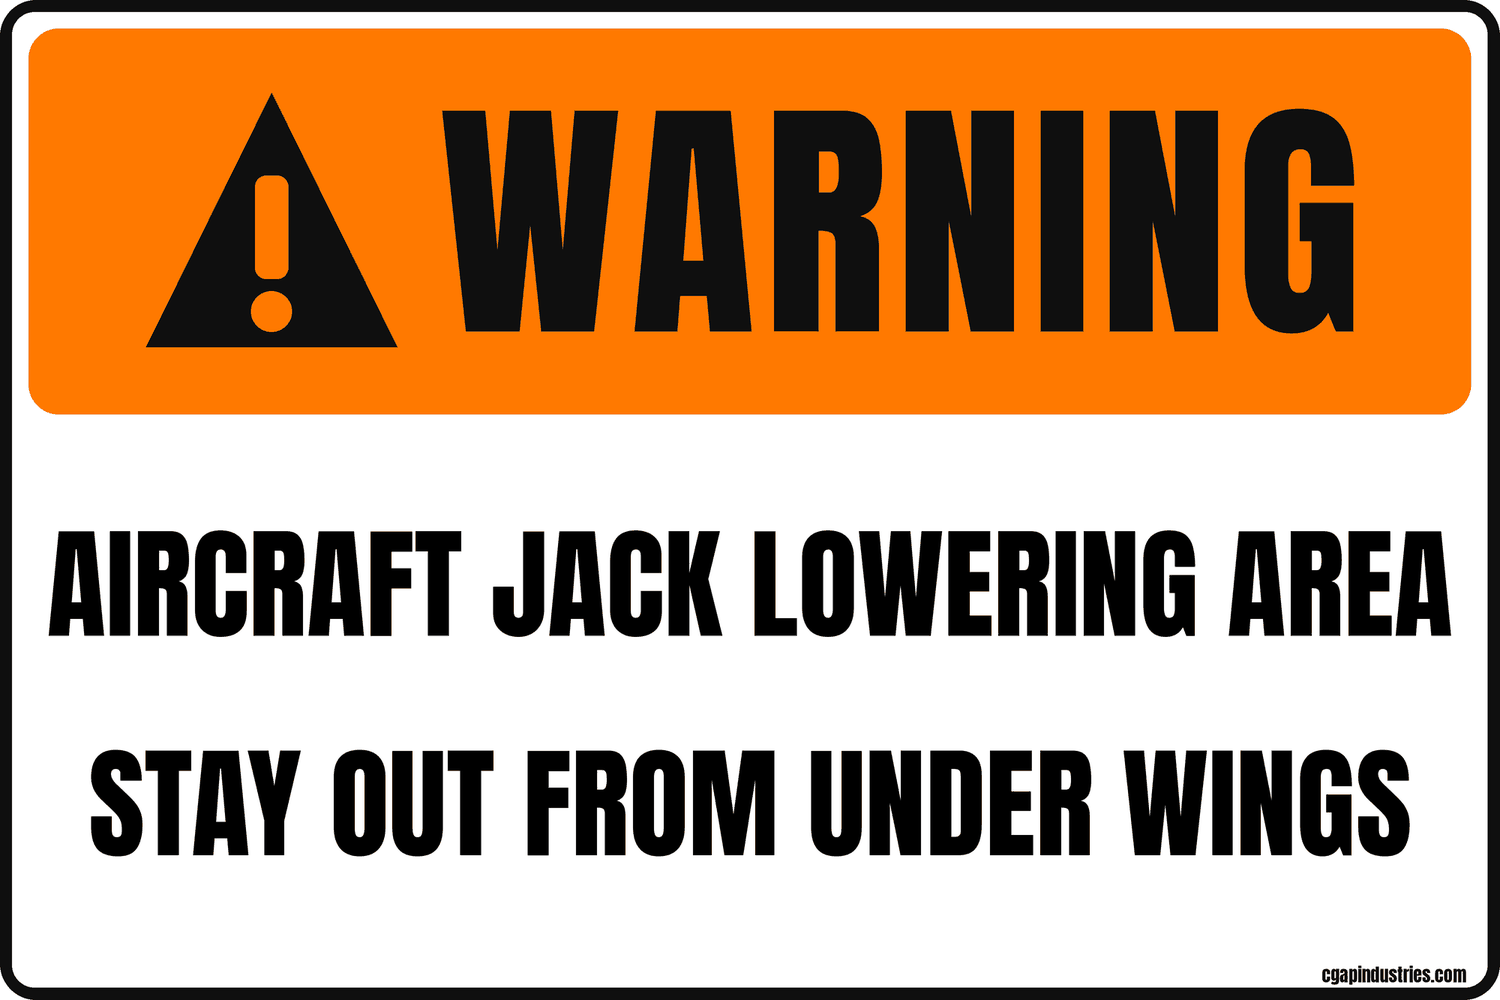 WARNING
AIRCRAFT JACK LOWERING AREA
STAY OUT FROM UNDER WINGS
cgapindustries.com